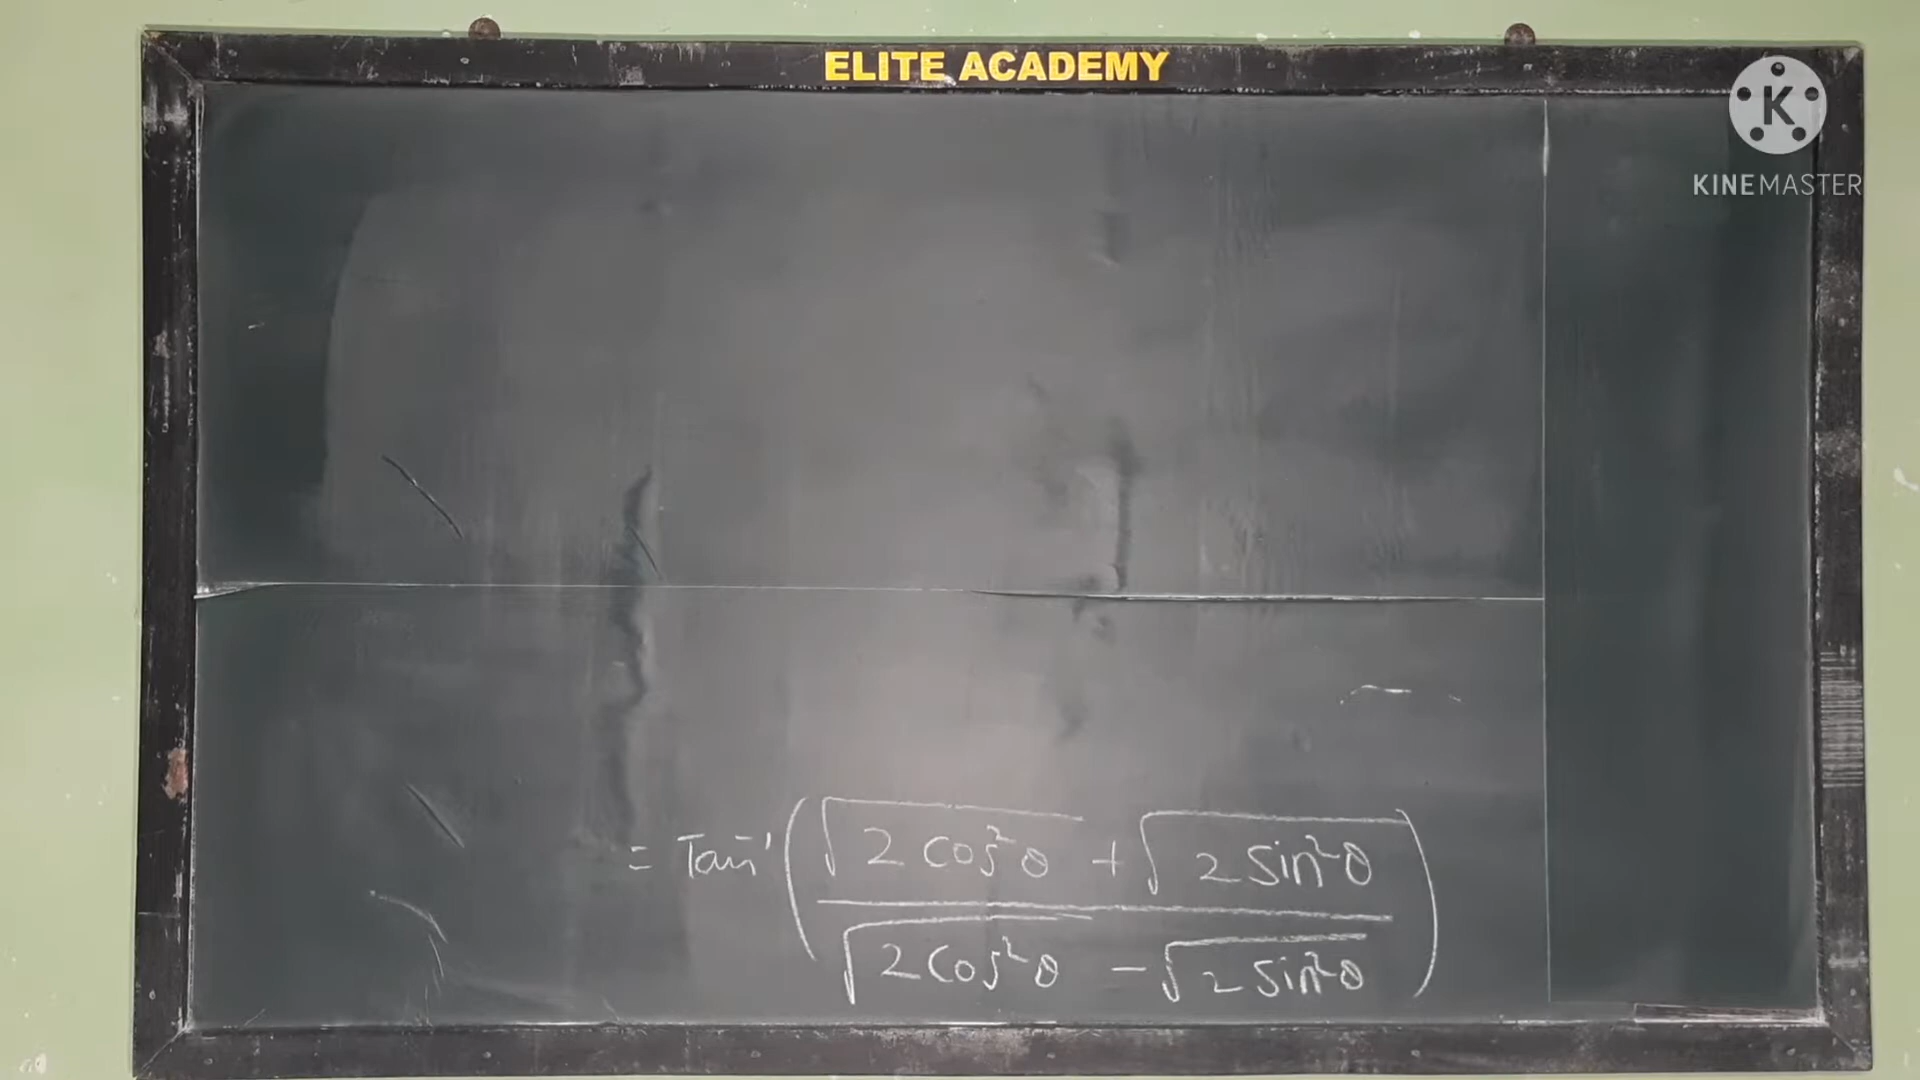 ELITE ACADEMY
K
KINEMASTER
= Tan⁻¹ ( √2 Cos²θ + √2 Sin²θ
√2 Cos²θ - √2 Sin²θ )